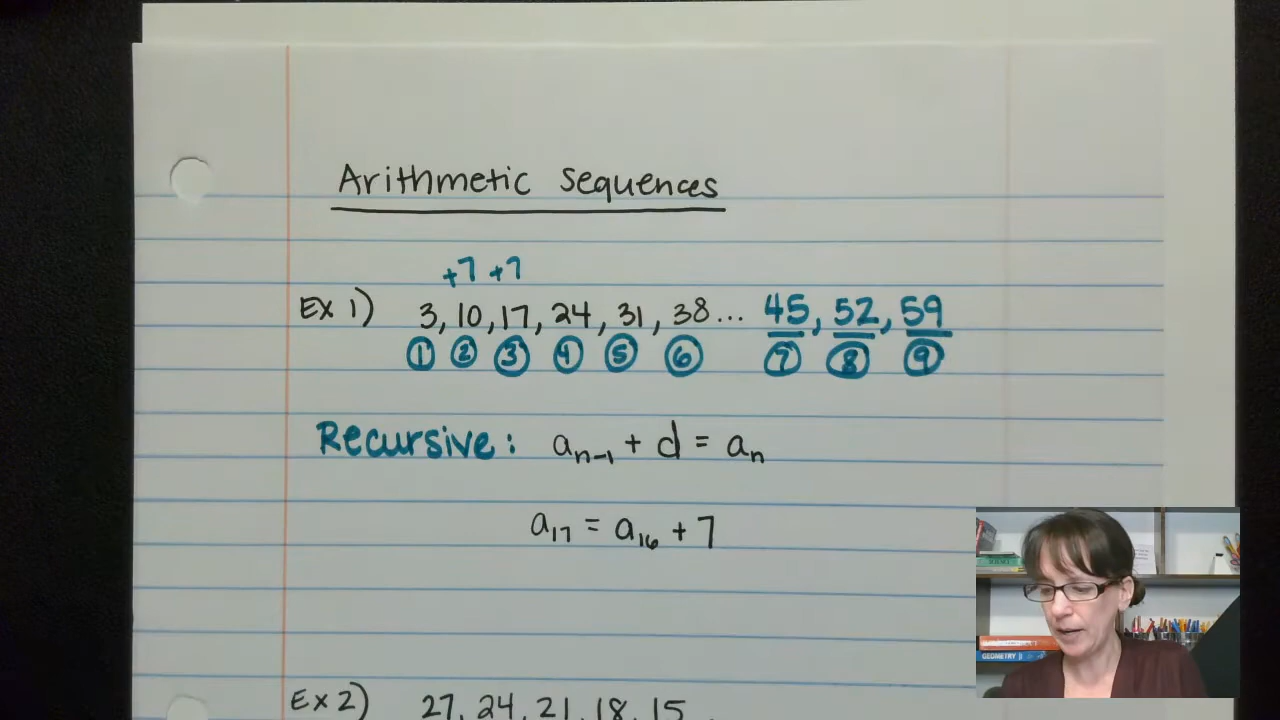 Arithmetic Sequences
+7 +7
Ex 1) 3, 10, 17, 24, 31, 38... 45, 52, 59
① ② ③ ④ ⑤ ⑥ ⑦ ⑧ ⑨
Recursive: aₙ₋₁ + d = aₙ
a₁₇ = a₁₆ + 7
GEOMETRY
Ex 2) 27, 24, 21, 18, 15